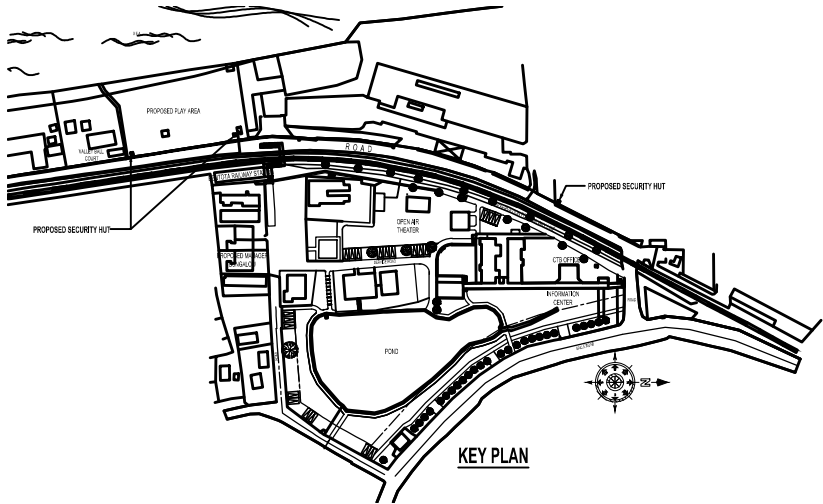 PROPOSED PLAY AREA
VALLEY BALL
COURT
ROAD
PROPOSED SECURITY HUT
OPEN AIR
THEATER
PROPOSED SECURITY HUT
PROPOSED MANAGER
BUNGALOW
CTS OFFICE
INFORMATION
CENTER
POND
N
KEY PLAN